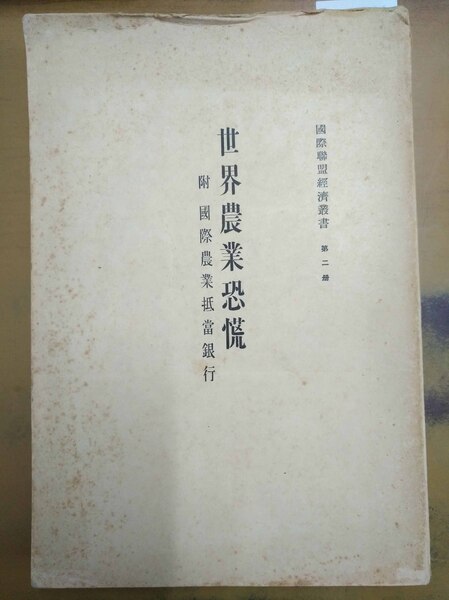 國際聯盟經濟叢書 第二册
世界農業恐慌
附 國際農業抵當銀行